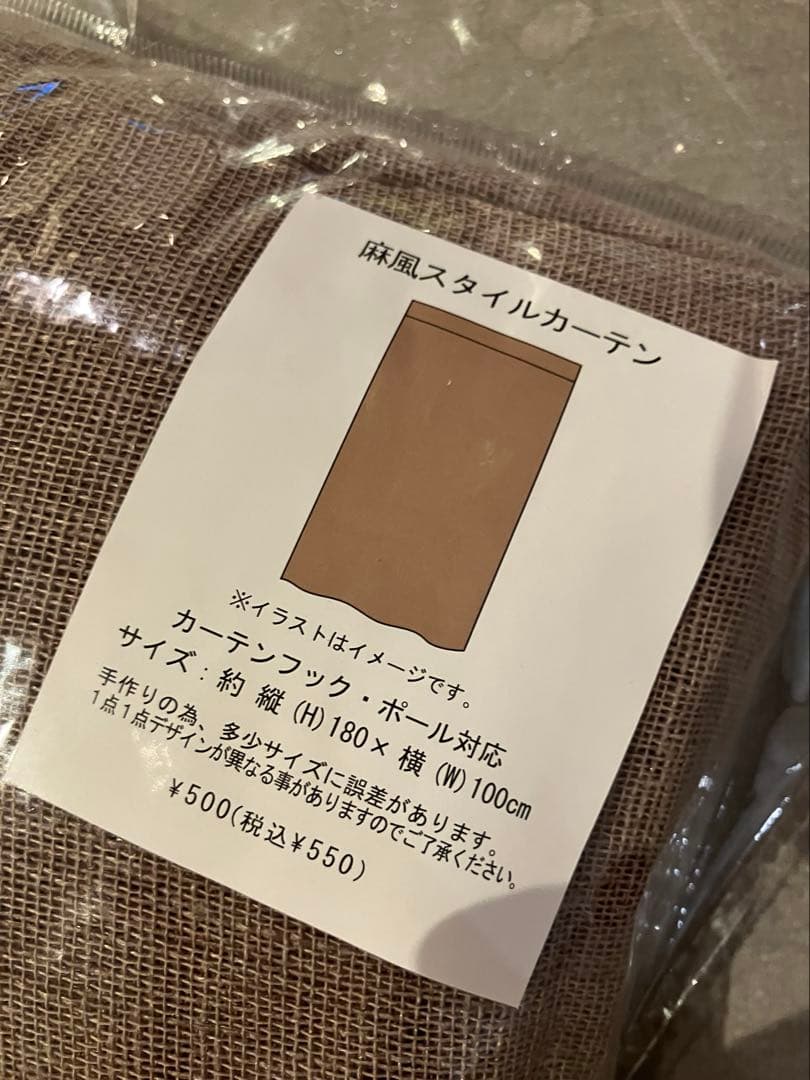 麻風スタイルカーテン
※イラストはイメージです。
カーテンフック・ポール対応
サイズ：約 縦(H)180×横(W)100cm
手作りの為、多少サイズに誤差があります。
1点1点デザインが異なる事がありますのでご了承ください。
¥500(税込¥550)